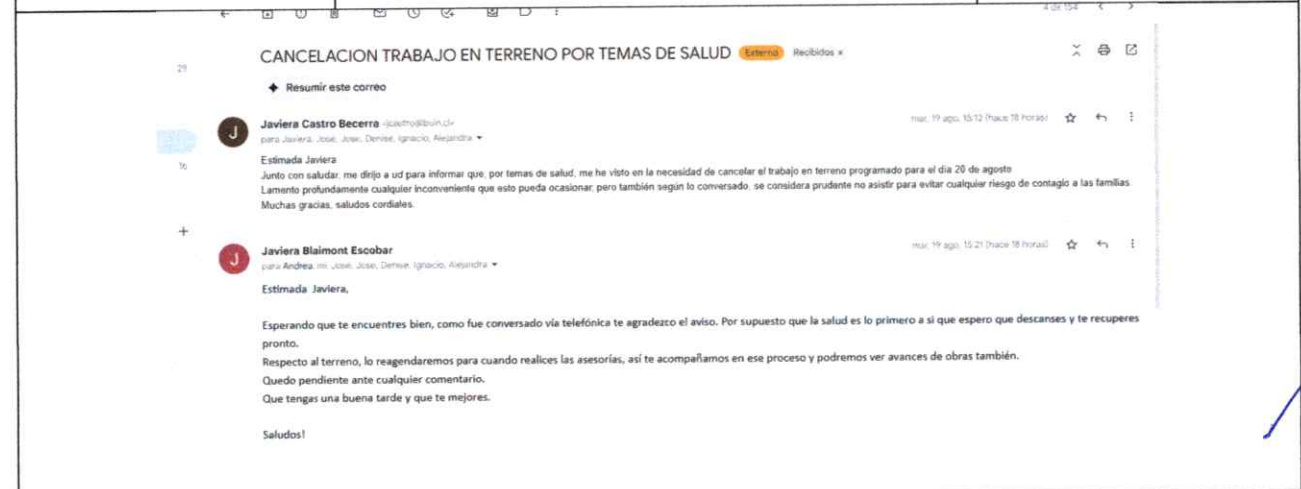 4 de 154
29
CANCELACION TRABAJO EN TERRENO POR TEMAS DE SALUD Externo Recibidos x
Resumir este correo
J
Javiera Castro Becerra
mar, 19 ago, 15:12 (hace 18 horas)
para Javiera, José, Jose, Denise, Ignacio, Alejandra
16
Estimada Javiera
Junto con saludar, me dirijo a ud para informar que, por temas de salud, me he visto en la necesidad de cancelar el trabajo en terreno programado para el día 20 de agosto
Lamento profundamente cualquier inconveniente que esto pueda ocasionar, pero también según lo conversado, se considera prudente no asistir para evitar cualquier riesgo de contagio a las familias.
Muchas gracias, saludos cordiales.
J
Javiera Blaimont Escobar
mar, 19 ago, 15:21 (hace 18 horas)
para Andrea, mí, José, Jose, Denise, Ignacio, Alejandra
Estimada Javiera,
Esperando que te encuentres bien, como fue conversado vía telefónica te agradezco el aviso. Por supuesto que la salud es lo primero a si que espero que descanses y te recuperes
pronto.
Respecto al terreno, lo reagendaremos para cuando realices las asesorías, así te acompañamos en ese proceso y podremos ver avances de obras también.
Quedo pendiente ante cualquier comentario.
Que tengas una buena tarde y que te mejores.
Saludos!